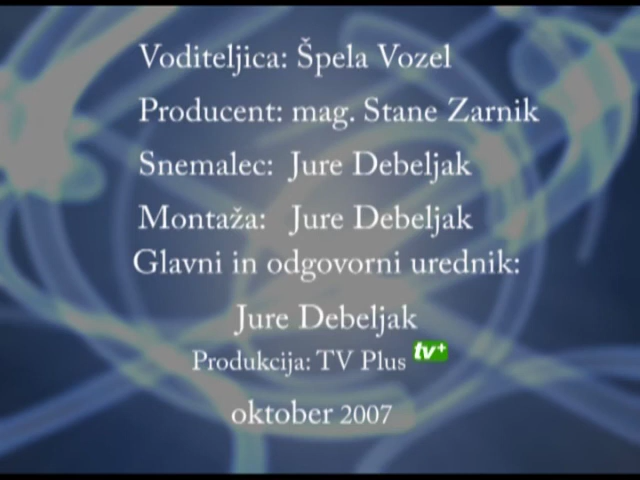 Voditeljica: Špela Vozel
Producent: mag. Stane Zarnik
Snemalec: Jure Debeljak
Montaža: Jure Debeljak
Glavni in odgovorni urednik:
Jure Debeljak
Produkcija: TV Plus tv+
oktober 2007